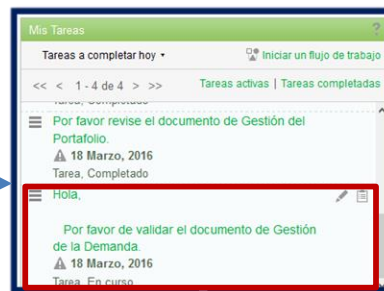 Mis Tareas ?
Tareas a completar hoy
Iniciar un flujo de trabajo
<< < 1 - 4 de 4 > >>
Tareas activas | Tareas completadas
Tarea, Completado
Por favor revise el documento de Gestión del
Portafolio.
18 Marzo, 2016
Tarea, Completado
Hola,
Por favor de validar el documento de Gestión
de la Demanda.
18 Marzo, 2016
Tarea, En curso